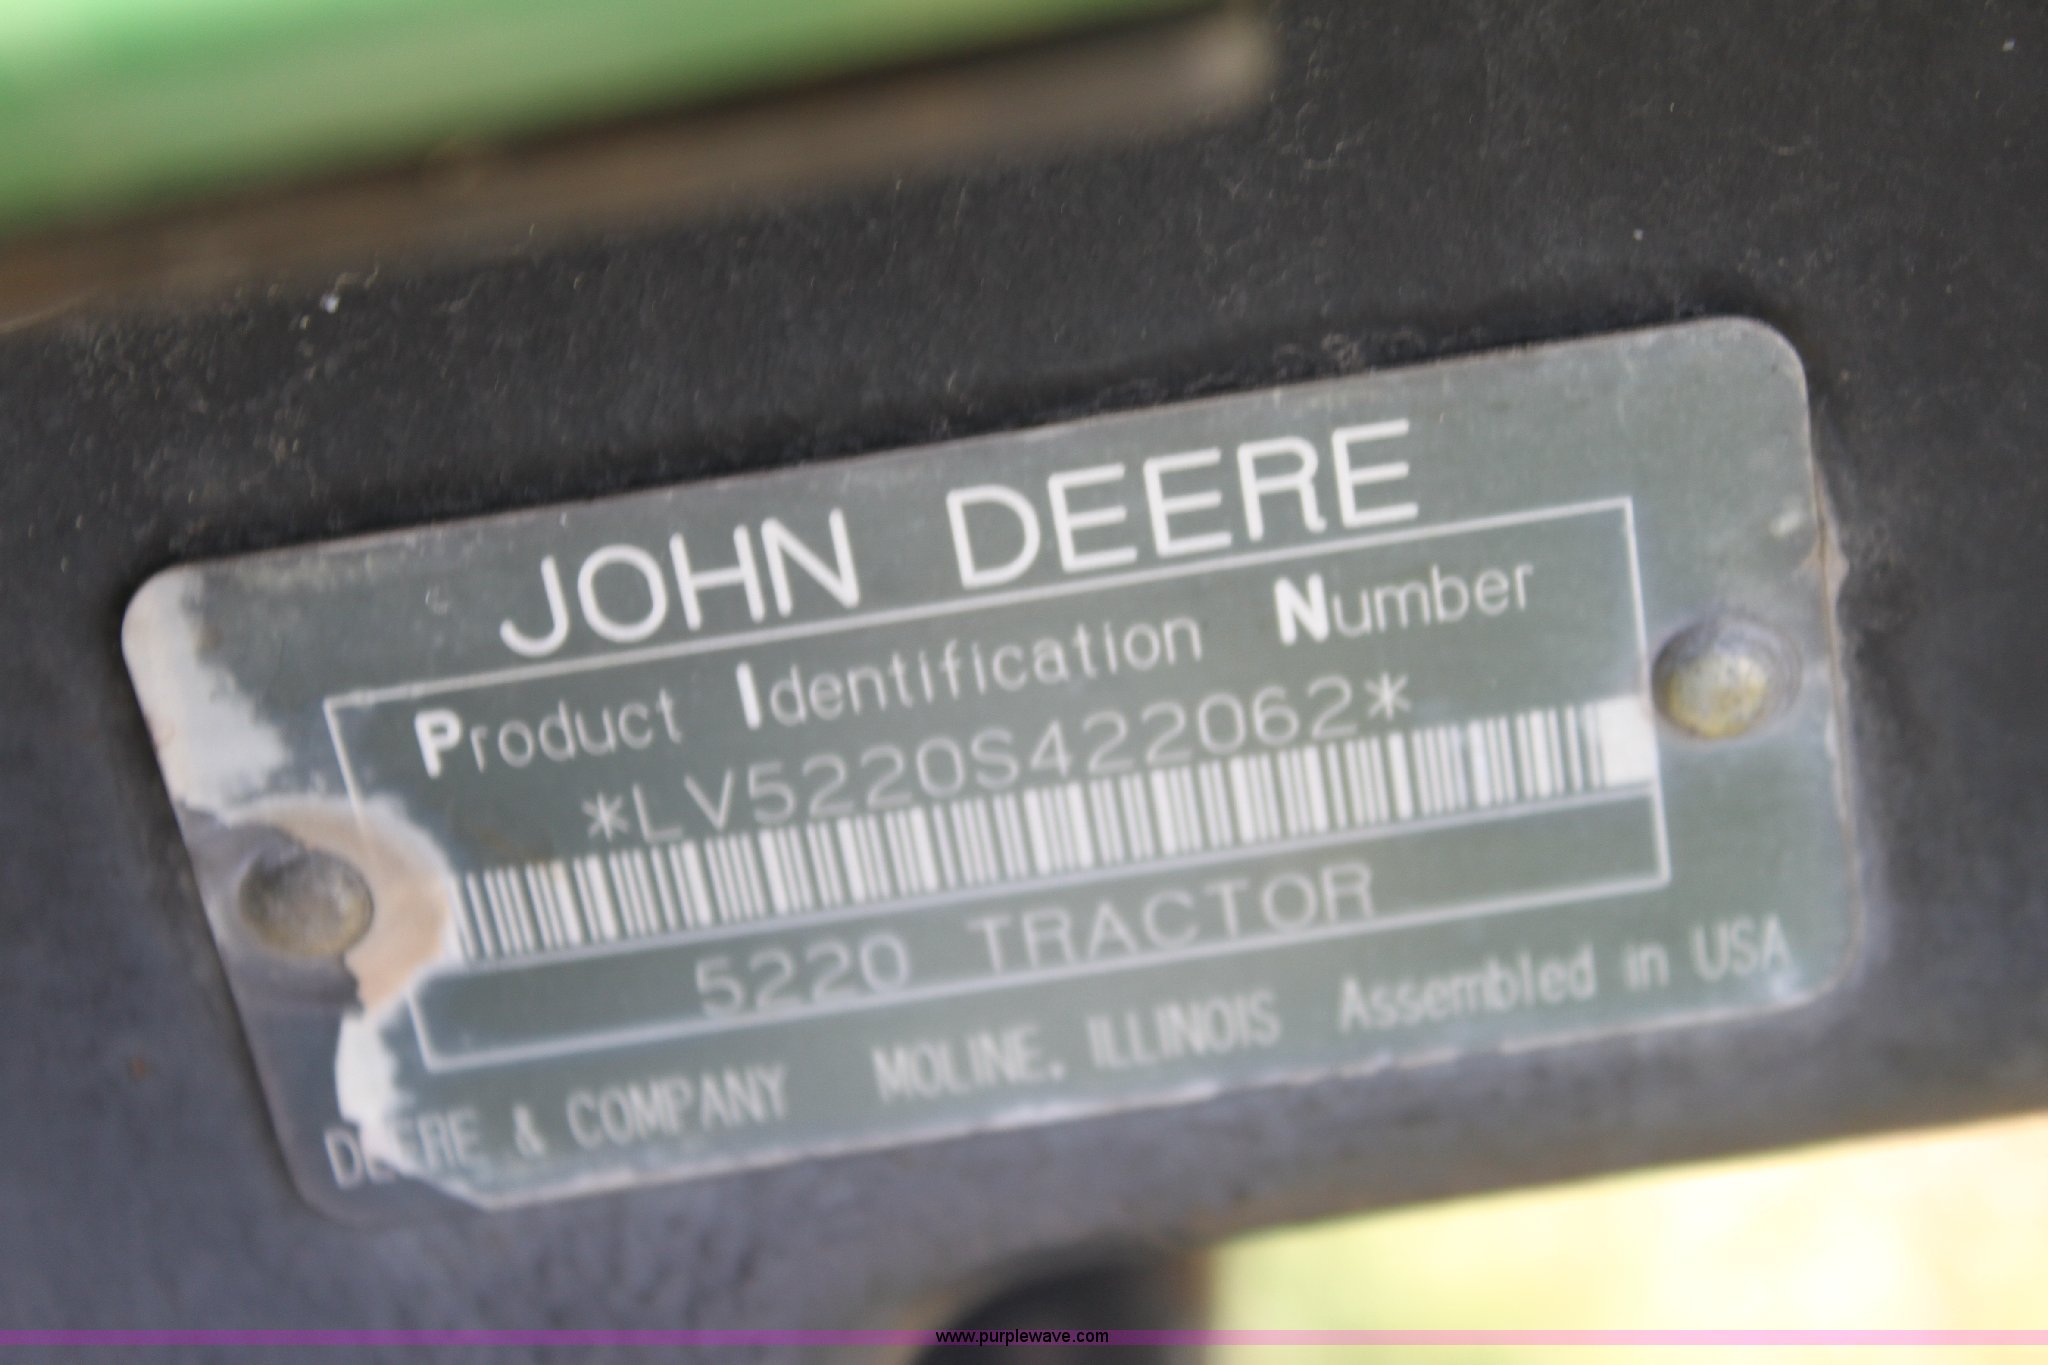 JOHN DEERE
Product Identification Number
*LV5220S422062*
5220 TRACTOR
DEERE & COMPANY MOLINE, ILLINOIS Assembled in USA
www.purplewave.com